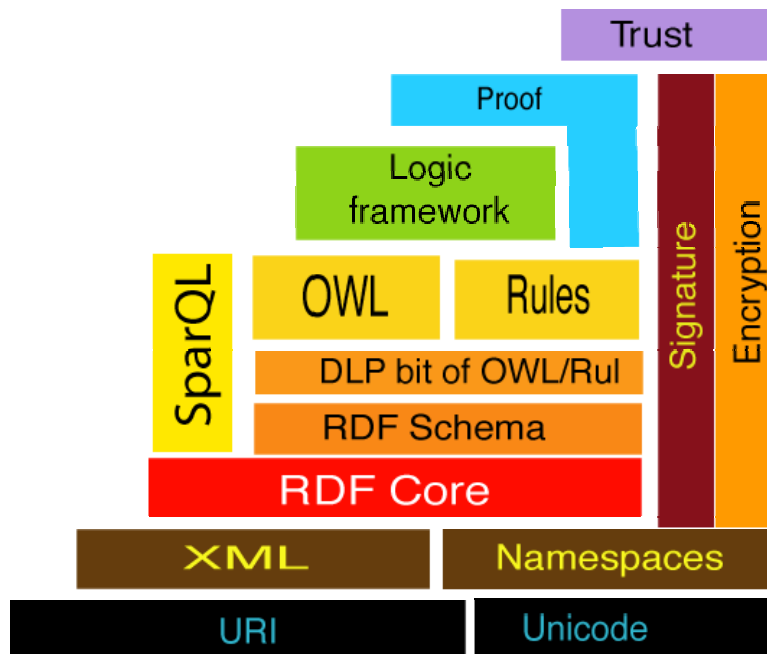 Trust
Proof
Logic
framework
SparQL
OWL
Rules
Signature
Encryption
DLP bit of OWL/Rul
RDF Schema
RDF Core
XML
Namespaces
URI
Unicode